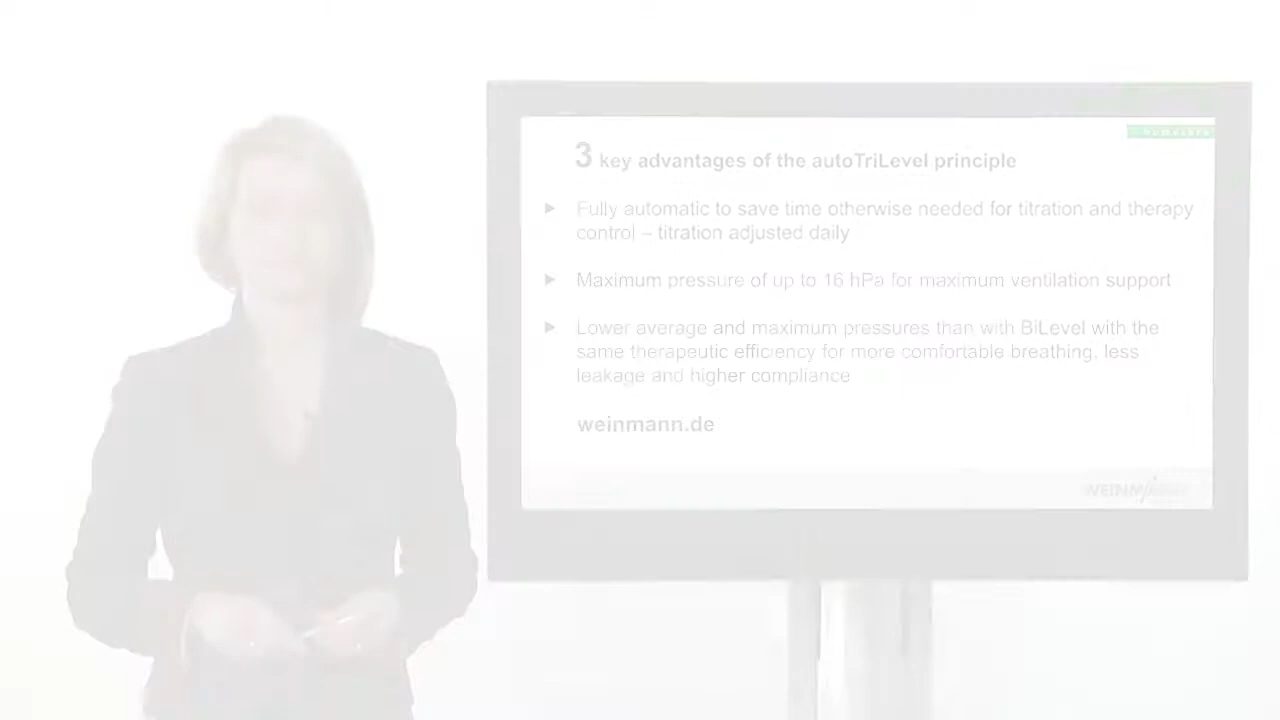 3 key advantages of the autoTriLevel principle
Fully automatic to save time otherwise needed for titration and therapy
control – titration adjusted daily
Maximum pressure of up to 16 hPa for maximum ventilation support
Lower average and maximum pressures than with BiLevel with the
same therapeutic efficiency for more comfortable breathing, less
leakage and higher compliance
weinmann.de